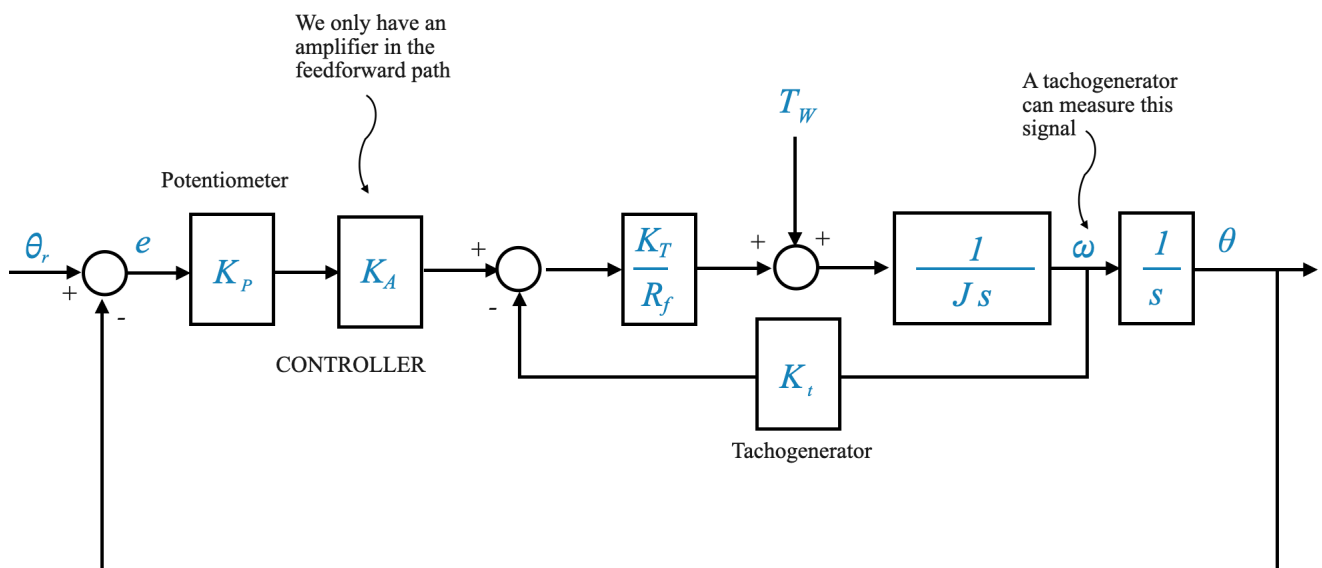 We only have an
amplifier in the
feedforward path
A tachogenerator
can measure this
signal
T_W
Potentiometer
θ_r
+
-
e
K_P
K_A
+
-
K_T
R_f
+
+
1
J s
ω
1
s
θ
CONTROLLER
K_t
Tachogenerator